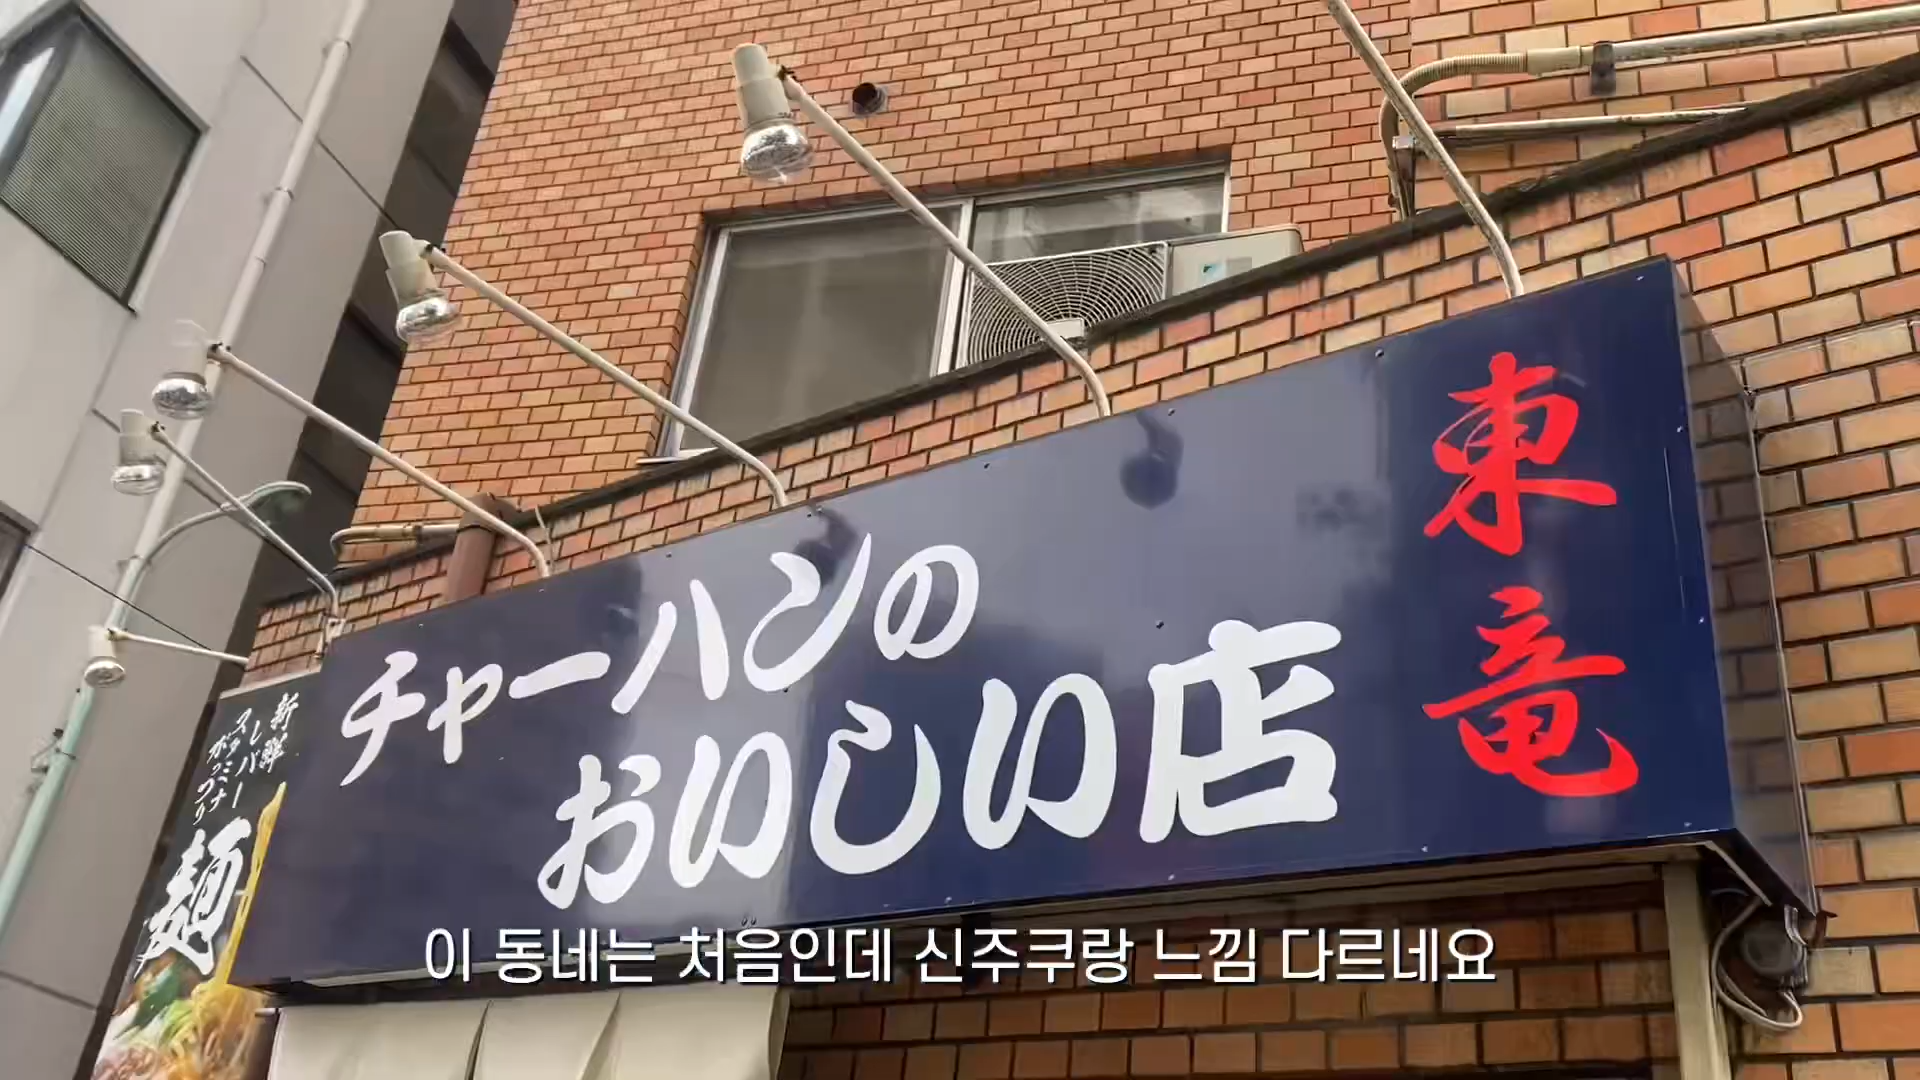 チャーハンの
おいしい店
東竜
新鮮
レバー
スタミナ
がっつり
麺
이 동네는 처음인데 신주쿠랑 느낌 다르네요